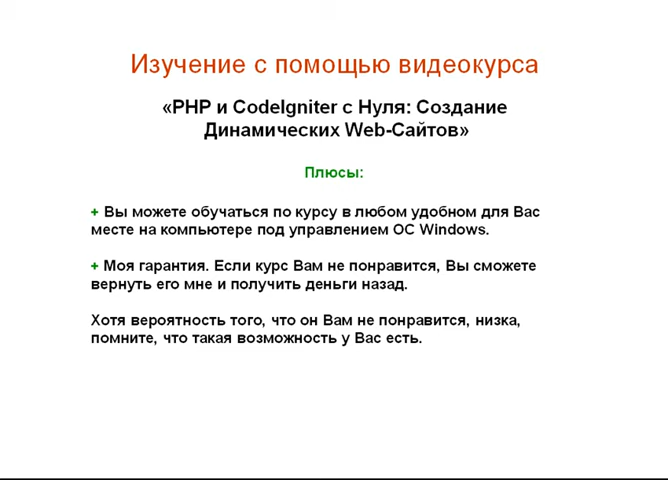 Изучение с помощью видеокурса
«PHP и CodeIgniter с Нуля: Создание
Динамических Web-Сайтов»
Плюсы:
+ Вы можете обучаться по курсу в любом удобном для Вас
месте на компьютере под управлением ОС Windows.
+ Моя гарантия. Если курс Вам не понравится, Вы сможете
вернуть его мне и получить деньги назад.
Хотя вероятность того, что он Вам не понравится, низка,
помните, что такая возможность у Вас есть.